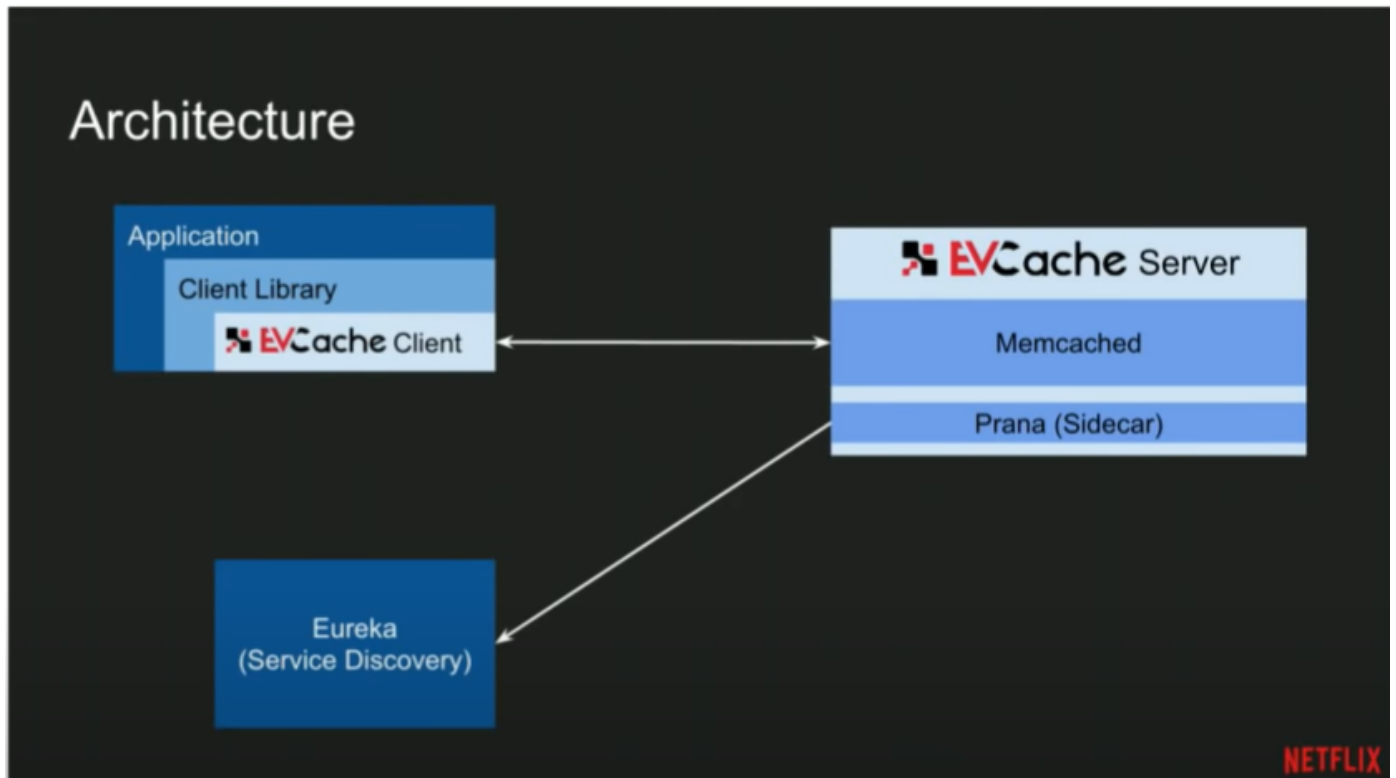 Architecture
Application
Client Library
EVCache Client
EVCache Server
Memcached
Prana (Sidecar)
Eureka
(Service Discovery)
NETFLIX